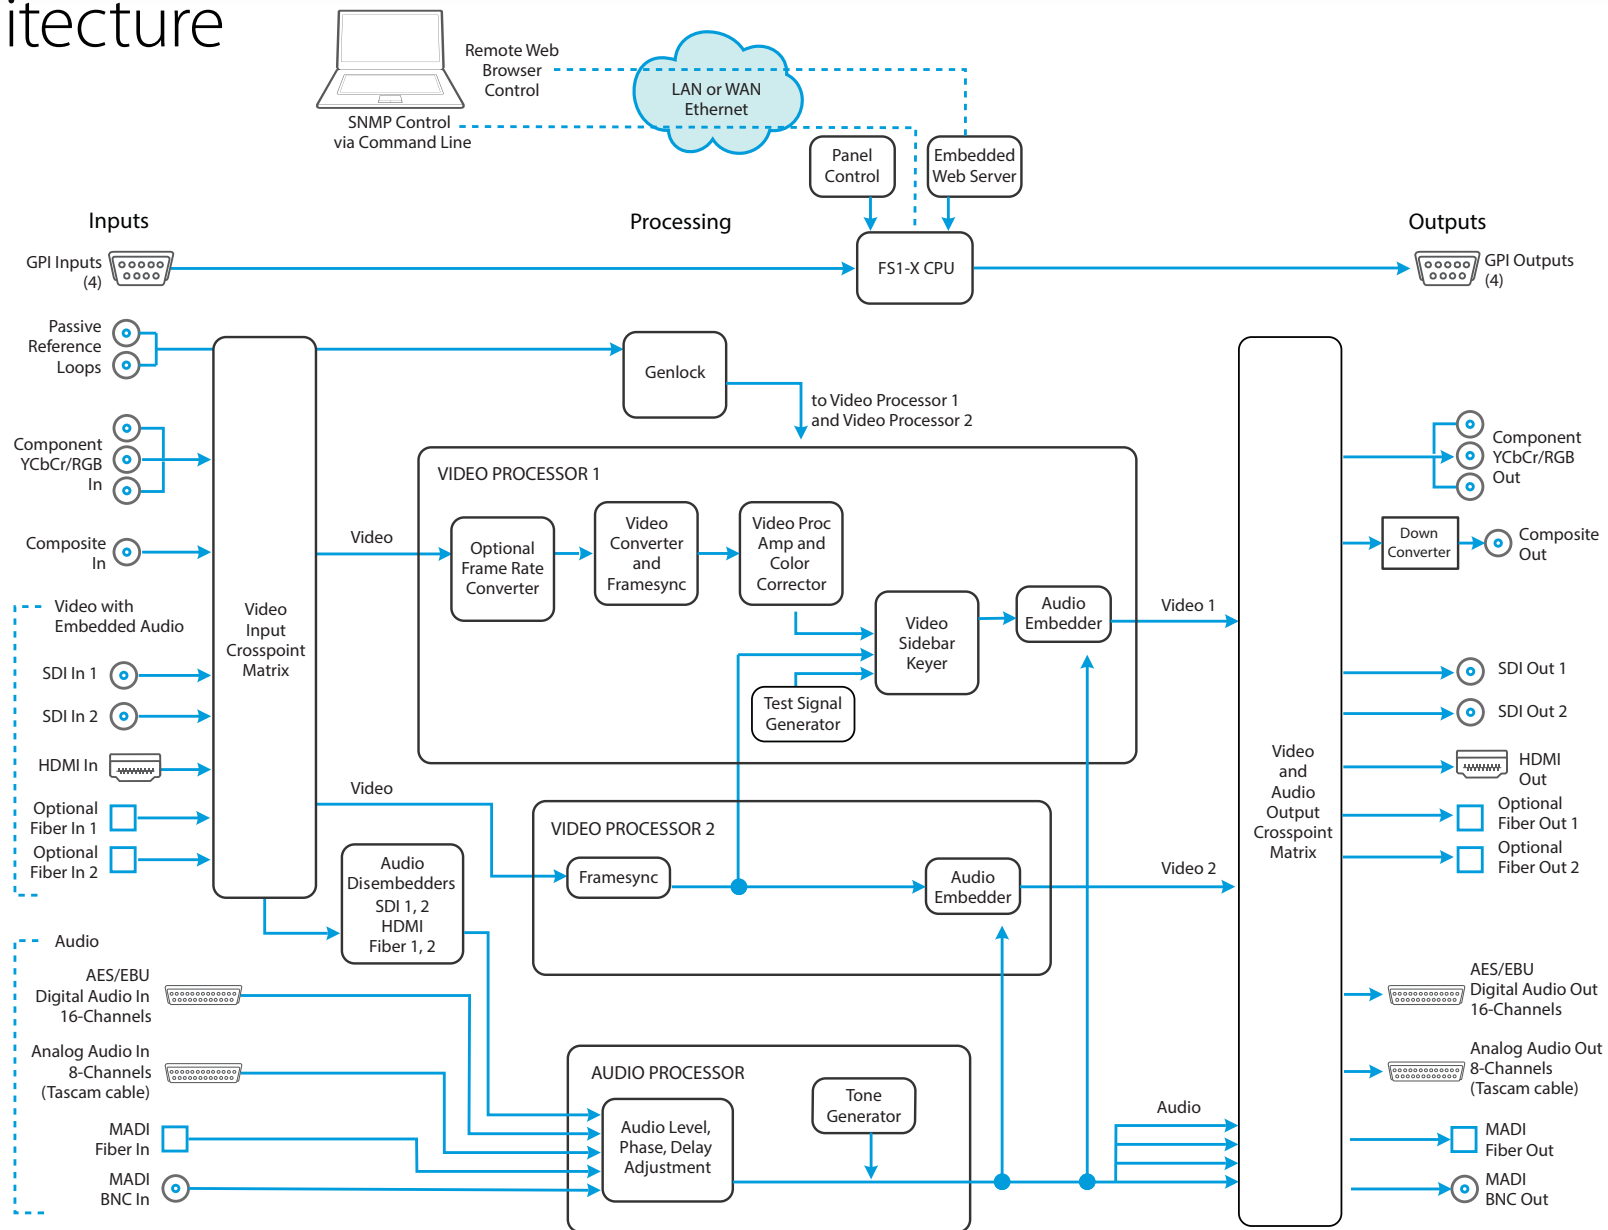 itecture
Remote Web
Browser
Control
LAN or WAN
Ethernet
SNMP Control
via Command Line
Panel
Control
Embedded
Web Server
Inputs
Processing
Outputs
GPI Inputs
(4)
FS1-X CPU
GPI Outputs
(4)
Passive
Reference
Loops
Genlock
to Video Processor 1
and Video Processor 2
Component
YCbCr/RGB
In
Composite
In
Video with
Embedded Audio
SDI In 1
SDI In 2
HDMI In
Optional
Fiber In 1
Optional
Fiber In 2
Video
Input
Crosspoint
Matrix
Video
VIDEO PROCESSOR 1
Optional
Frame Rate
Converter
Video
Converter
and
Framesync
Video Proc
Amp and
Color
Corrector
Video
Sidebar
Keyer
Test Signal
Generator
Audio
Embedder
Video 1
Video
VIDEO PROCESSOR 2
Framesync
Audio
Embedder
Video 2
Audio
Disembedders
SDI 1, 2
HDMI
Fiber 1, 2
Audio
AES/EBU
Digital Audio In
16-Channels
Analog Audio In
8-Channels
(Tascam cable)
MADI
Fiber In
MADI
BNC In
AUDIO PROCESSOR
Audio Level,
Phase, Delay
Adjustment
Tone
Generator
Audio
Video
and
Audio
Output
Crosspoint
Matrix
Component
YCbCr/RGB
Out
Down
Converter
Composite
Out
SDI Out 1
SDI Out 2
HDMI
Out
Optional
Fiber Out 1
Optional
Fiber Out 2
AES/EBU
Digital Audio Out
16-Channels
Analog Audio Out
8-Channels
(Tascam cable)
MADI
Fiber Out
MADI
BNC Out